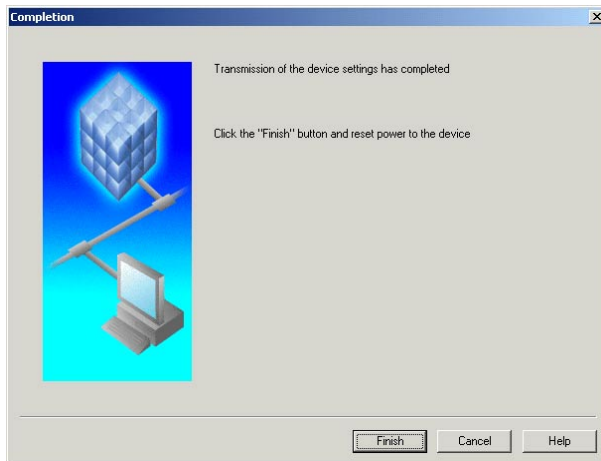 Completion
Transmission of the device settings has completed
Click the "Finish" button and reset power to the device
Finish
Cancel
Help